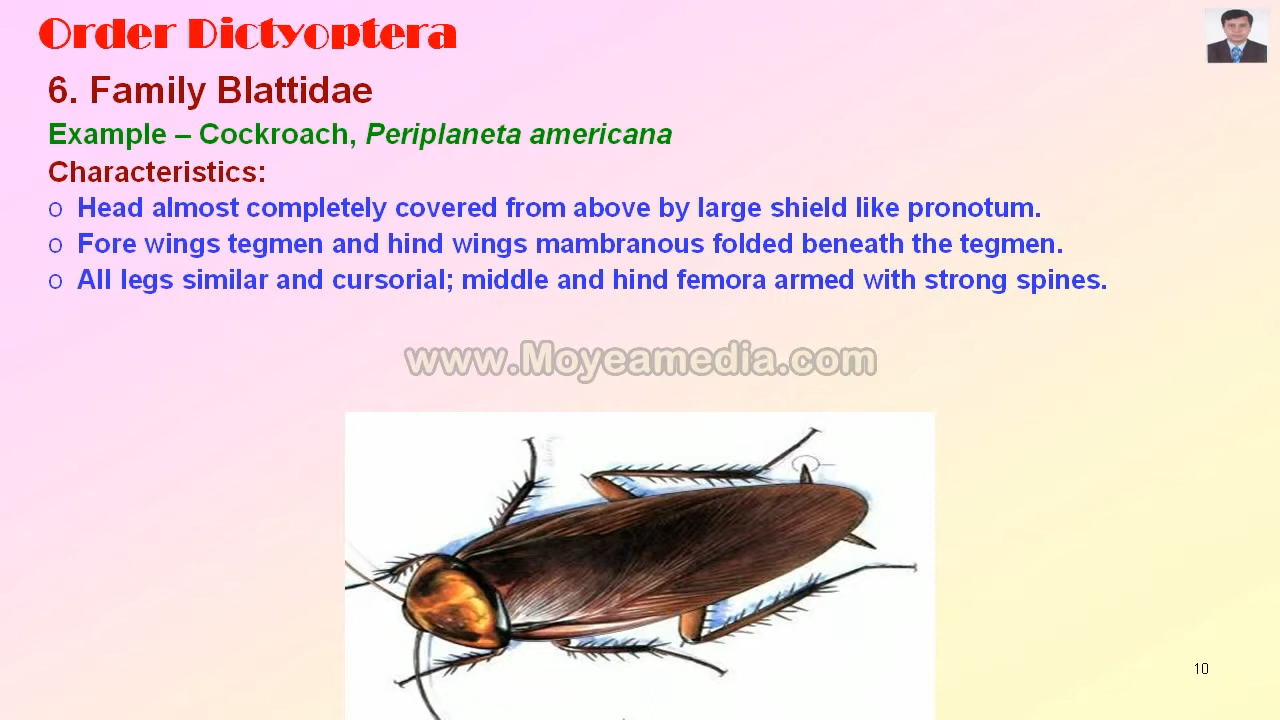 Order Dictyoptera
6. Family Blattidae
Example – Cockroach, Periplaneta americana
Characteristics:
o Head almost completely covered from above by large shield like pronotum.
o Fore wings tegmen and hind wings mambranous folded beneath the tegmen.
o All legs similar and cursorial; middle and hind femora armed with strong spines.
www.Moyeamedia.com
10